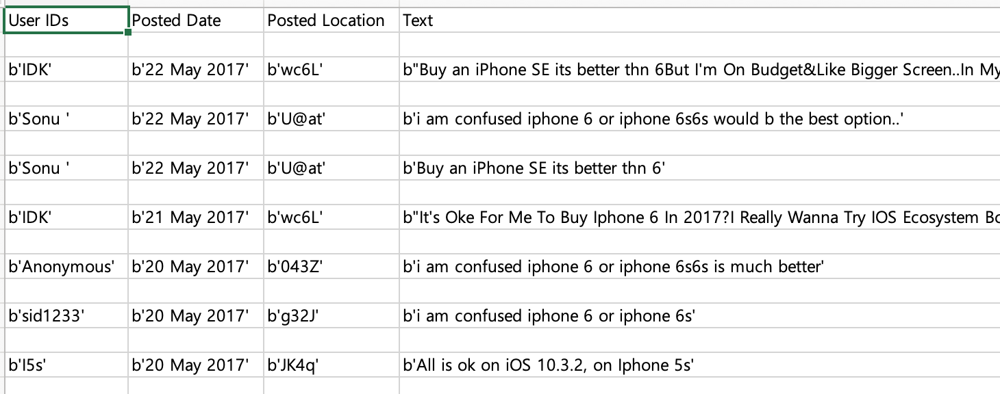 User IDs Posted Date Posted Location Text
b'IDK' b'22 May 2017' b'wc6L' b"Buy an iPhone SE its better thn 6But I'm On Budget&Like Bigger Screen..In My
b'Sonu ' b'22 May 2017' b'U@at' b'i am confused iphone 6 or iphone 6s6s would b the best option..'
b'Sonu ' b'22 May 2017' b'U@at' b'Buy an iPhone SE its better thn 6'
b'IDK' b'21 May 2017' b'wc6L' b"It's Oke For Me To Buy Iphone 6 In 2017?I Really Wanna Try IOS Ecosystem
b'Anonymous' b'20 May 2017' b'043Z' b'i am confused iphone 6 or iphone 6s6s is much better'
b'sid1233' b'20 May 2017' b'g32J' b'i am confused iphone 6 or iphone 6s'
b'I5s' b'20 May 2017' b'JK4q' b'All is ok on iOS 10.3.2, on Iphone 5s'